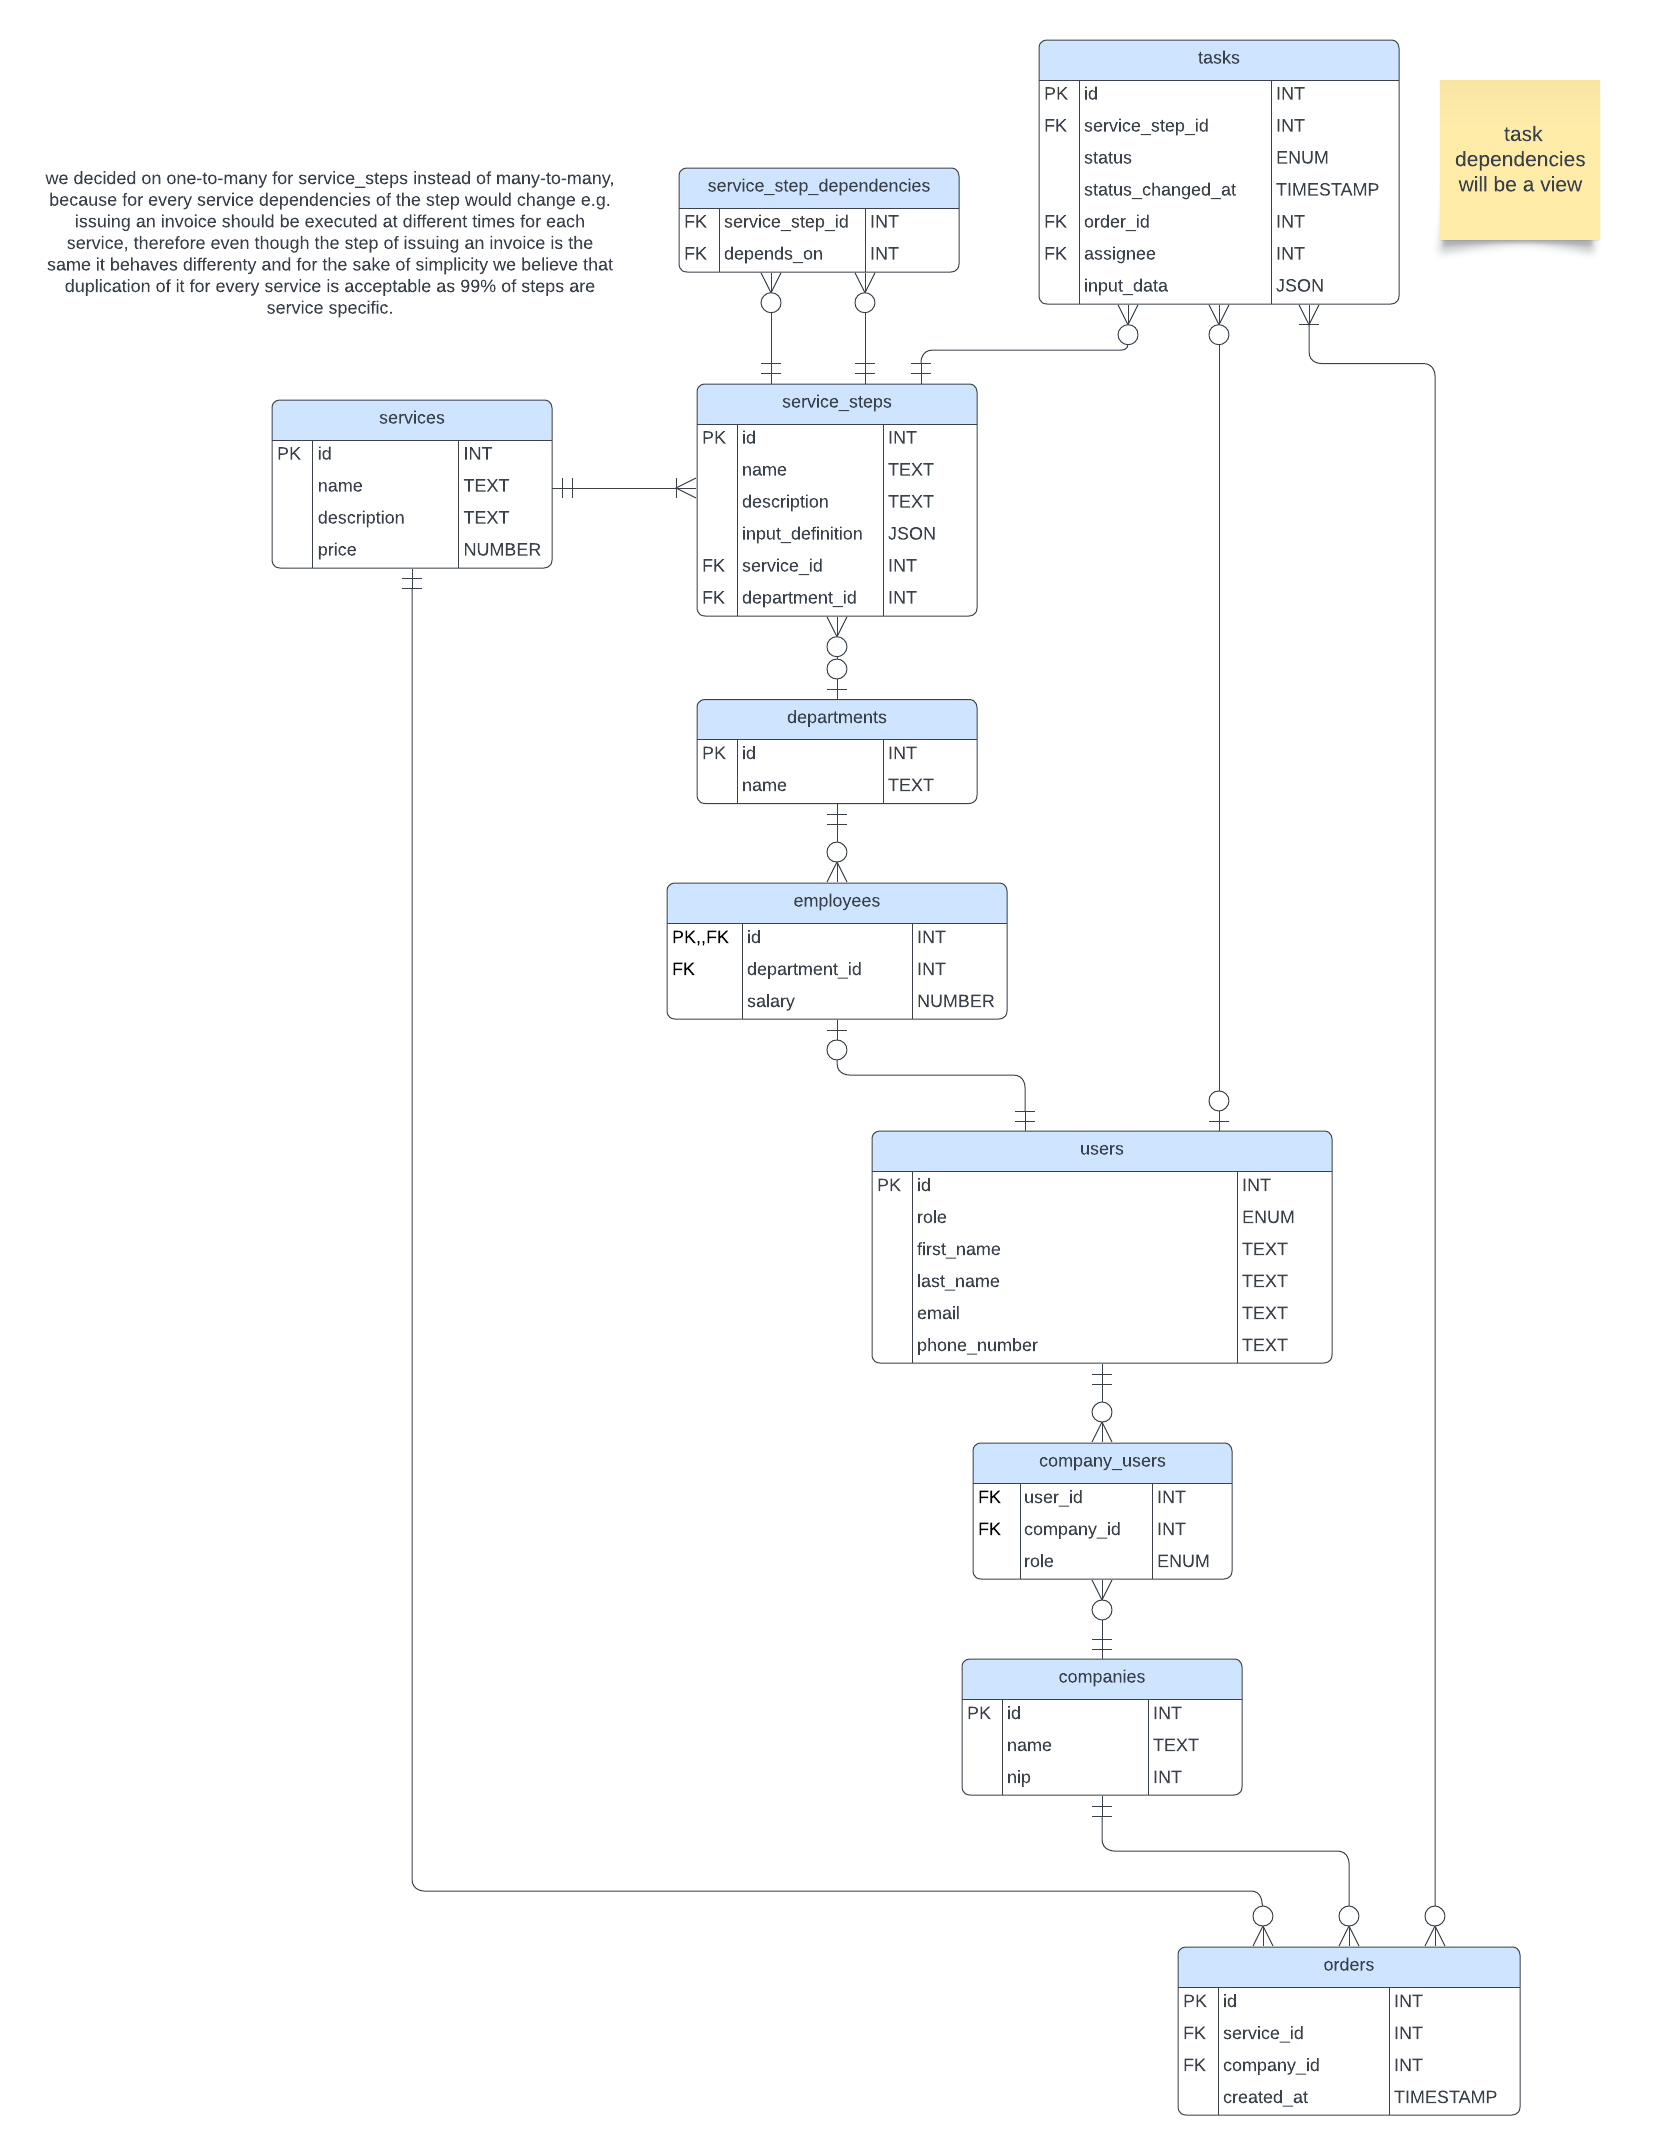 tasks
PK id INT
FK service_step_id INT
status ENUM
status_changed_at TIMESTAMP
FK order_id INT
FK assignee INT
input_data JSON
task
dependencies
will be a view
we decided on one-to-many for service_steps instead of many-to-many,
because for every service dependencies of the step would change e.g.
issuing an invoice should be executed at different times for each
service, therefore even though the step of issuing an invoice is the
same it behaves differenty and for the sake of simplicity we believe that
duplication of it for every service is acceptable as 99% of steps are
service specific.
service_step_dependencies
FK service_step_id INT
FK depends_on INT
services
PK id INT
name TEXT
description TEXT
price NUMBER
service_steps
PK id INT
name TEXT
description TEXT
input_definition JSON
FK service_id INT
FK department_id INT
departments
PK id INT
name TEXT
employees
PK,,FK id INT
FK department_id INT
salary NUMBER
users
PK id INT
role ENUM
first_name TEXT
last_name TEXT
email TEXT
phone_number TEXT
company_users
FK user_id INT
FK company_id INT
role ENUM
companies
PK id INT
name TEXT
nip INT
orders
PK id INT
FK service_id INT
FK company_id INT
created_at TIMESTAMP